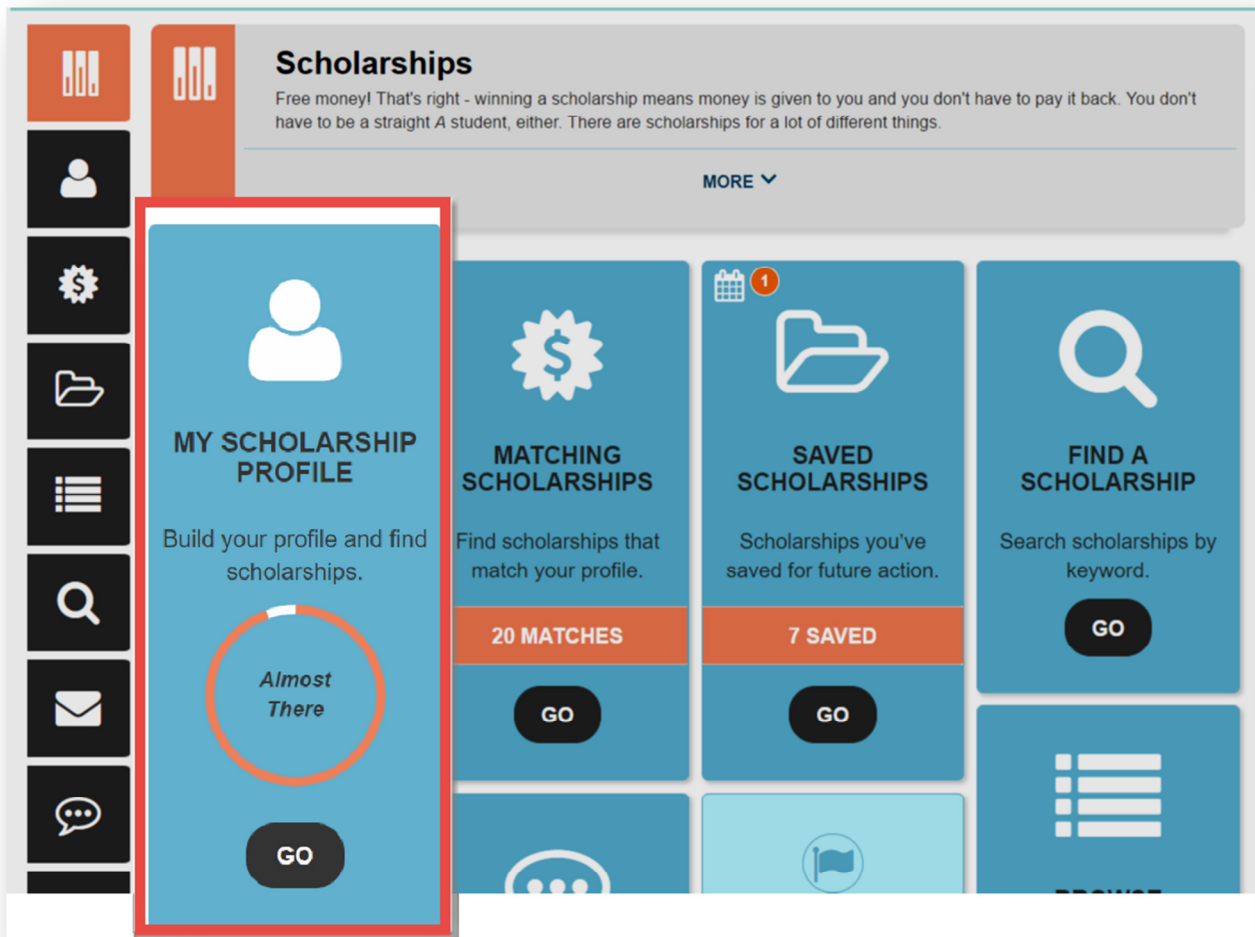 Scholarships
Free money! That's right - winning a scholarship means money is given to you and you don't have to pay it back. You don't
have to be a straight A student, either. There are scholarships for a lot of different things.
MORE
MY SCHOLARSHIP
PROFILE
Build your profile and find
scholarships.
Almost
There
GO
MATCHING
SCHOLARSHIPS
Find scholarships that
match your profile.
20 MATCHES
GO
1
SAVED
SCHOLARSHIPS
Scholarships you've
saved for future action.
7 SAVED
GO
FIND A
SCHOLARSHIP
Search scholarships by
keyword.
GO
BROWSE